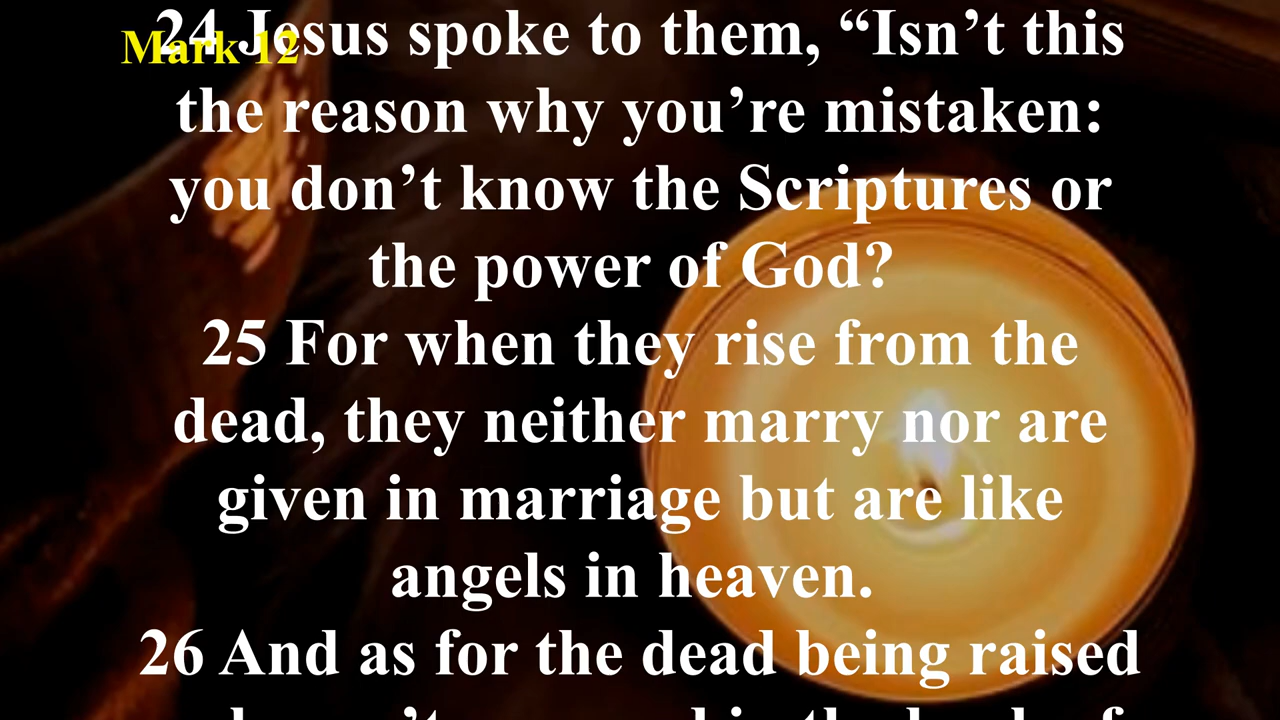 Mark 12
24 Jesus spoke to them, “Isn’t this
the reason why you’re mistaken:
you don’t know the Scriptures or
the power of God?
25 For when they rise from the
dead, they neither marry nor are
given in marriage but are like
angels in heaven.
26 And as for the dead being raised